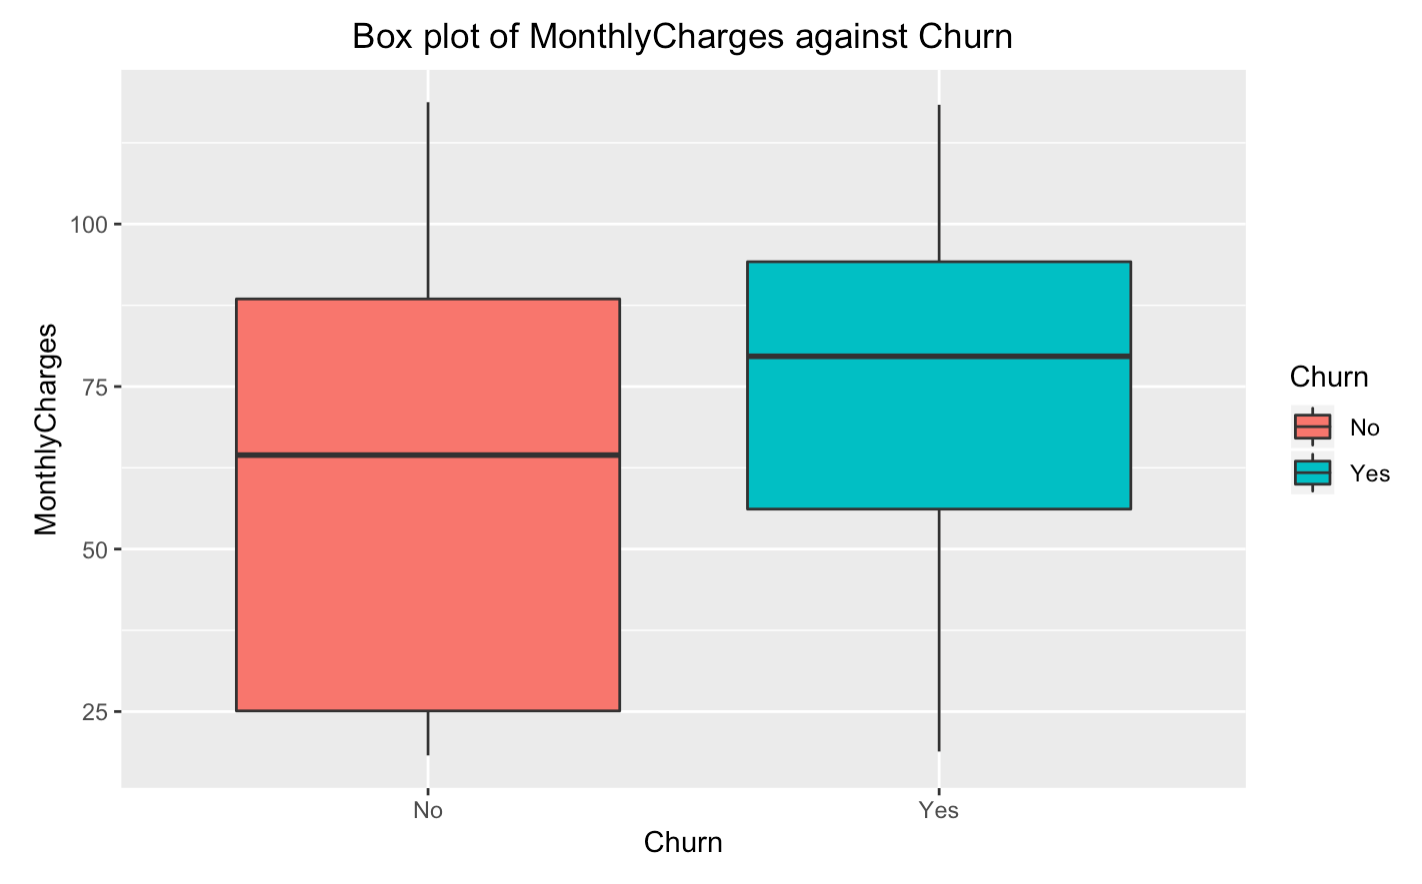 Box plot of MonthlyCharges against Churn
MonthlyCharges
100
75
50
25
No
Yes
Churn
Churn
No
Yes